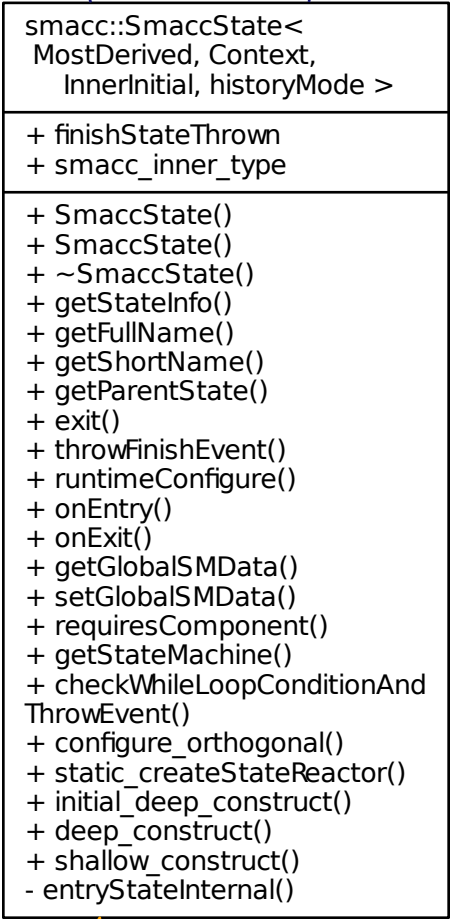 smacc::SmaccState<
MostDerived, Context,
InnerInitial, historyMode >
+ finishStateThrown
+ smacc_inner_type
+ SmaccState()
+ SmaccState()
+ ~SmaccState()
+ getStateInfo()
+ getFullName()
+ getShortName()
+ getParentState()
+ exit()
+ throwFinishEvent()
+ runtimeConfigure()
+ onEntry()
+ onExit()
+ getGlobalSMData()
+ setGlobalSMData()
+ requiresComponent()
+ getStateMachine()
+ checkWhileLoopConditionAnd
ThrowEvent()
+ configure_orthogonal()
+ static_createStateReactor()
+ initial_deep_construct()
+ deep_construct()
+ shallow_construct()
- entryStateInternal()